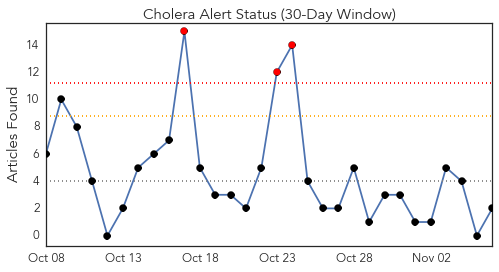 Cholera Alert Status (30-Day Window)
Articles Found
14
12
10
8
6
4
2
0
Oct 08
Oct 13
Oct 18
Oct 23
Oct 28
Nov 02